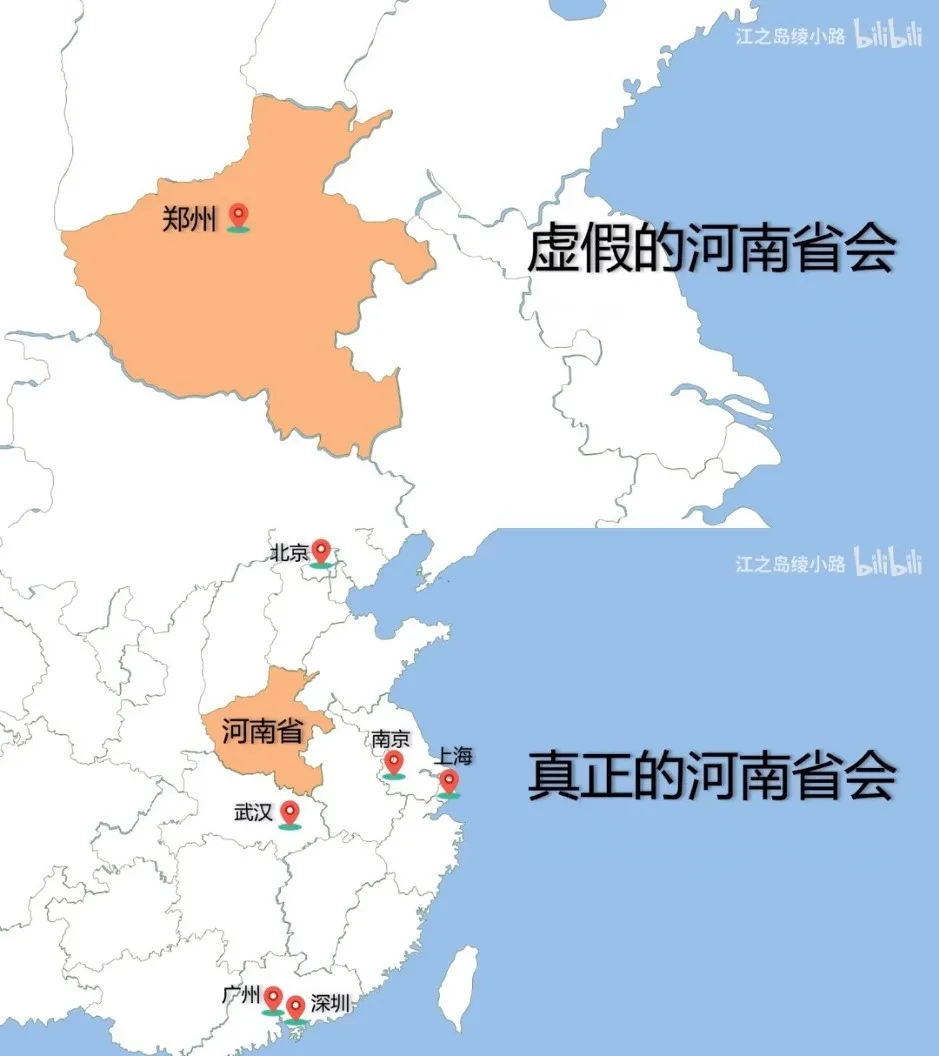 江之岛绫小路 bilibili
郑州
虚假的河南省会
北京
江之岛绫小路 bilibili
河南省
南京
上海
真正的河南省会
武汉
广州
深圳